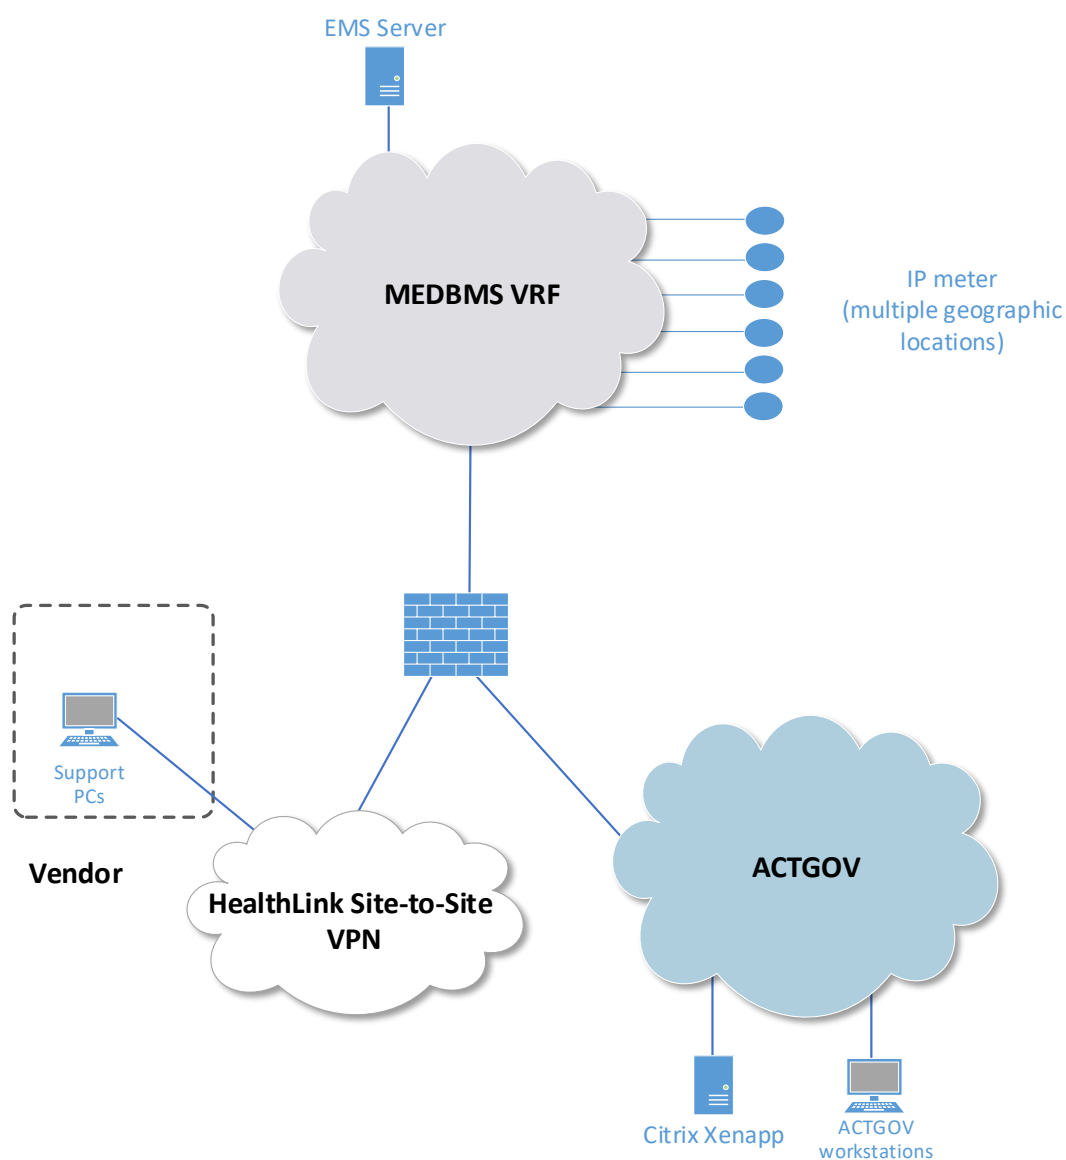 EMS Server
MEDBMS VRF
IP meter
(multiple geographic
locations)
Support
PCs
Vendor
HealthLink Site-to-Site
VPN
ACTGOV
Citrix Xenapp
ACTGOV
workstations